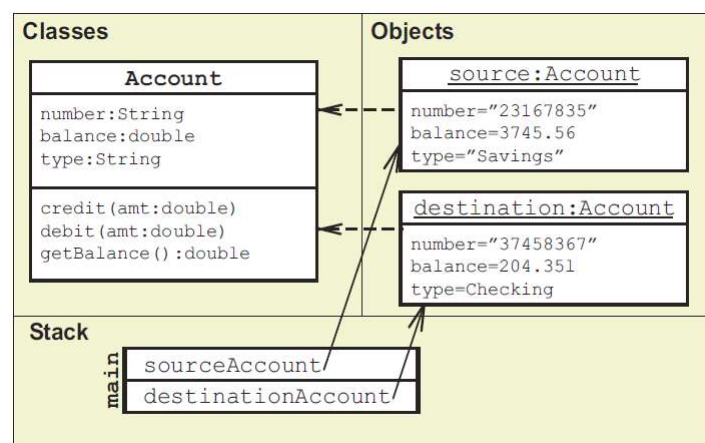 Classes
Account
number:String
balance:double
type:String
credit(amt:double)
debit(amt:double)
getBalance():double
Objects
source:Account
number=”23167835”
balance=3745.56
type=”Savings”
destination:Account
number=”37458367”
balance=204.35l
type=Checking
Stack
main
sourceAccount
destinationAccount